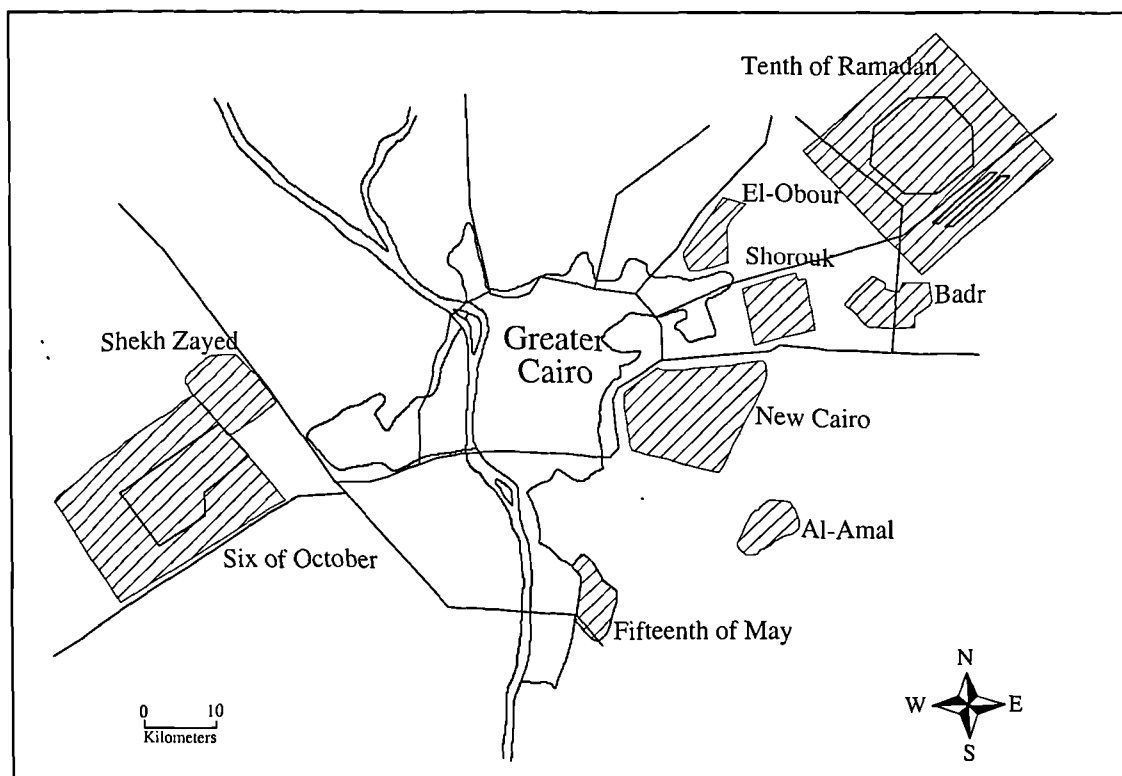 Tenth of Ramadan
El-Obour
Shorouk
Badr
Greater
Cairo
Shekh Zayed
New Cairo
Al-Amal
Six of October
Fifteenth of May
N
W E
S
0 10
Kilometers